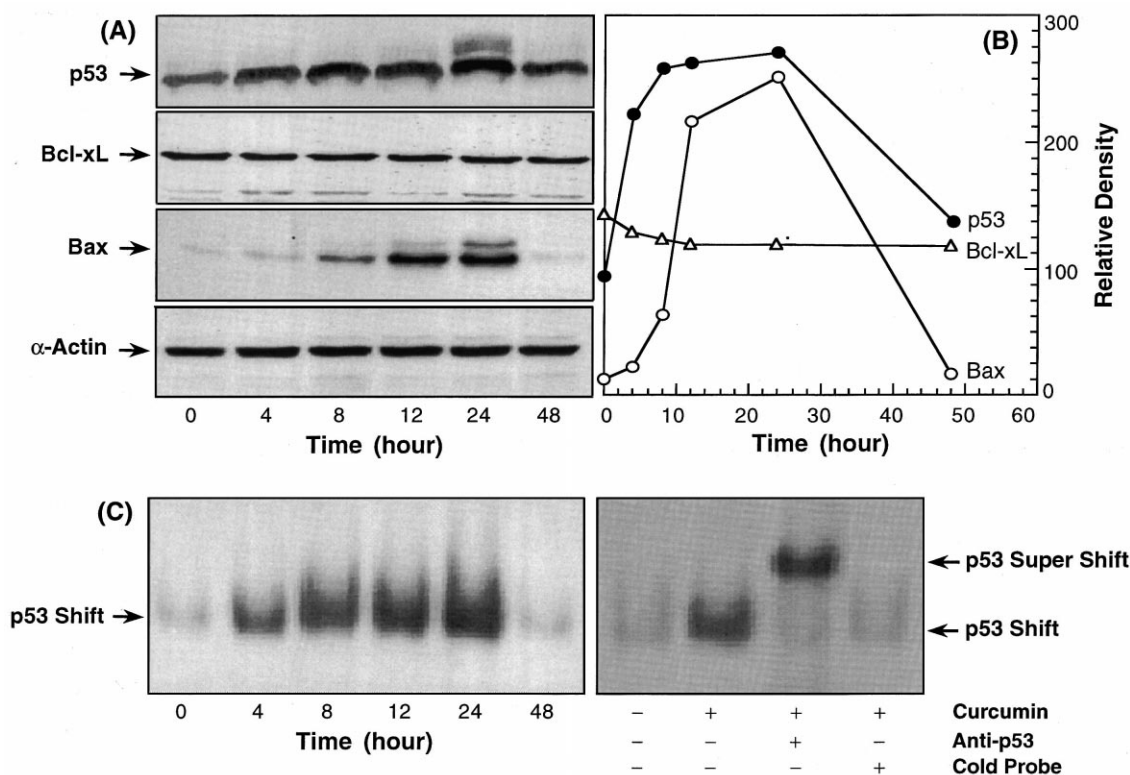 (A)
p53
Bcl-xL
Bax
α-Actin
0 4 8 12 24 48
Time (hour)
(B)
300
200
100
0
Relative Density
p53
Bcl-xL
Bax
0 10 20 30 40 50 60
Time (hour)
(C)
p53 Shift
0 4 8 12 24 48
Time (hour)
p53 Super Shift
p53 Shift
− + + + Curcumin
− − + − Anti-p53
− − − + Cold Probe